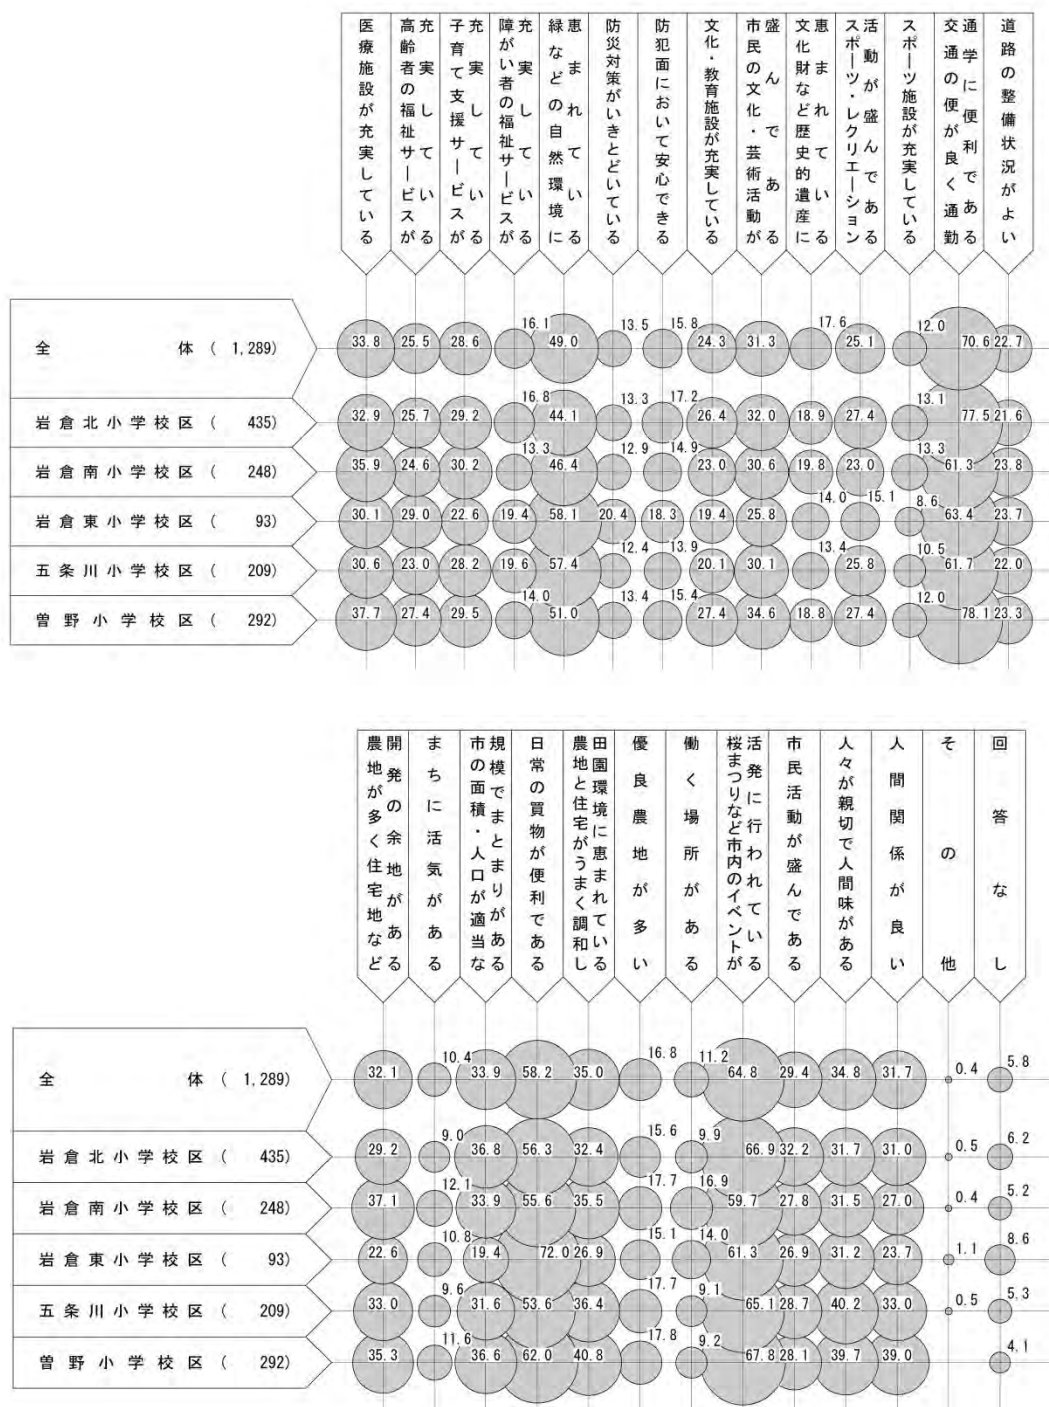 医療施設が充実している
高齢者の福祉サービスが
充実している
子育て支援サービスが
充実している
障がい者の福祉サービスが
充実している
緑などの自然環境に
恵まれている
防災対策がいきとどいている
防犯面において安心できる
文化・教育施設が充実している
市民の文化・芸術活動が
盛んである
文化財など歴史的遺産に
恵まれている
スポーツ・レクリエーション
活動が盛んである
スポーツ施設が充実している
交通の便が良く通勤
通学に便利である
道路の整備状況がよい
全体 ( 1,289) 33.8 25.5 28.6 16.1 49.0 13.5 15.8 24.3 31.3 17.6 25.1 12.0 70.6 22.7
岩倉北小学校区 ( 435) 32.9 25.7 29.2 16.8 44.1 13.3 17.2 26.4 32.0 18.9 27.4 13.1 77.5 21.6
岩倉南小学校区 ( 248) 35.9 24.6 30.2 13.3 46.4 12.9 14.9 23.0 30.6 19.8 23.0 13.3 61.3 23.8
岩倉東小学校区 ( 93) 30.1 29.0 22.6 19.4 58.1 20.4 18.3 19.4 25.8 14.0 15.1 8.6 63.4 23.7
五条川小学校区 ( 209) 30.6 23.0 28.2 19.6 57.4 12.4 13.9 20.1 30.1 13.4 25.8 10.5 61.7 22.0
曽野小学校区 ( 292) 37.7 27.4 29.5 14.0 51.0 13.4 15.4 27.4 34.6 18.8 27.4 12.0 78.1 23.3
農地が多く住宅地など
開発の余地がある
まちに活気がある
市の面積・人口が適当な
規模でまとまりがある
日常の買物が便利である
農地と住宅がうまく調和し
田園環境に恵まれている
優良農地が多い
働く場所がある
桜まつりなど市内のイベントが
活発に行われている
市民活動が盛んである
人々が親切で人間味がある
人間関係が良い
その他
回答なし
全体 ( 1,289) 32.1 10.4 33.9 58.2 35.0 16.8 11.2 64.8 29.4 34.8 31.7 0.4 5.8
岩倉北小学校区 ( 435) 29.2 9.0 36.8 56.3 32.4 15.6 9.9 66.9 32.2 31.7 31.0 0.5 6.2
岩倉南小学校区 ( 248) 37.1 12.1 33.9 55.6 35.5 17.7 16.9 59.7 27.8 31.5 27.0 0.4 5.2
岩倉東小学校区 ( 93) 22.6 10.8 19.4 72.0 26.9 15.1 14.0 61.3 26.9 31.2 23.7 1.1 8.6
五条川小学校区 ( 209) 33.0 9.6 31.6 53.6 36.4 17.7 9.1 65.1 28.7 40.2 33.0 0.5 5.3
曽野小学校区 ( 292) 35.3 11.6 36.6 62.0 40.8 17.8 9.2 67.8 28.1 39.7 39.0 4.1